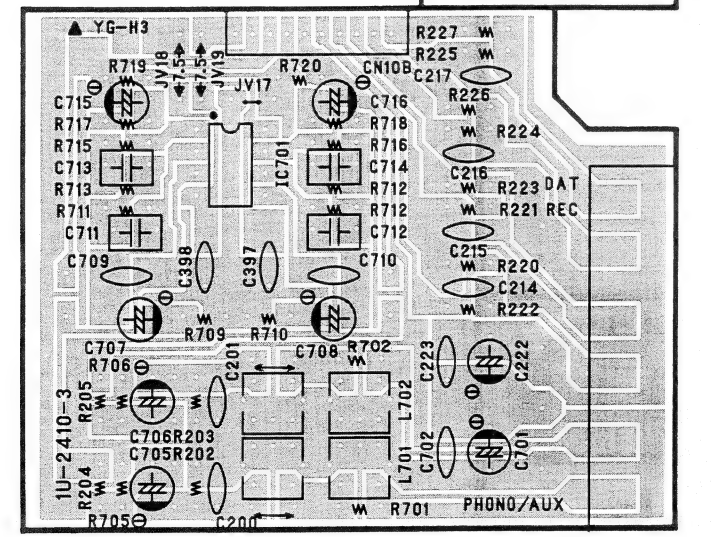 ▲ YG-H3
JV18
7.5
7.5
JV19
R719
R720
CN10B
R227
R225
C217
JV17
C715
C716
R226
R717
R718
R224
R715
R716
IC701
C713
C714
C216
R713
R712
R223 DAT
R711
R712
R221 REC
C711
C712
C215
C709
C398
C397
C710
R220
C214
R222
C707
R709
R710
C708
R702
R706
C201
C223
C222
R205
L702
1U-2410-3
C706 R203
C705 R202
L701
C702
C701
R204
R705
C200
R701
PHONO/AUX